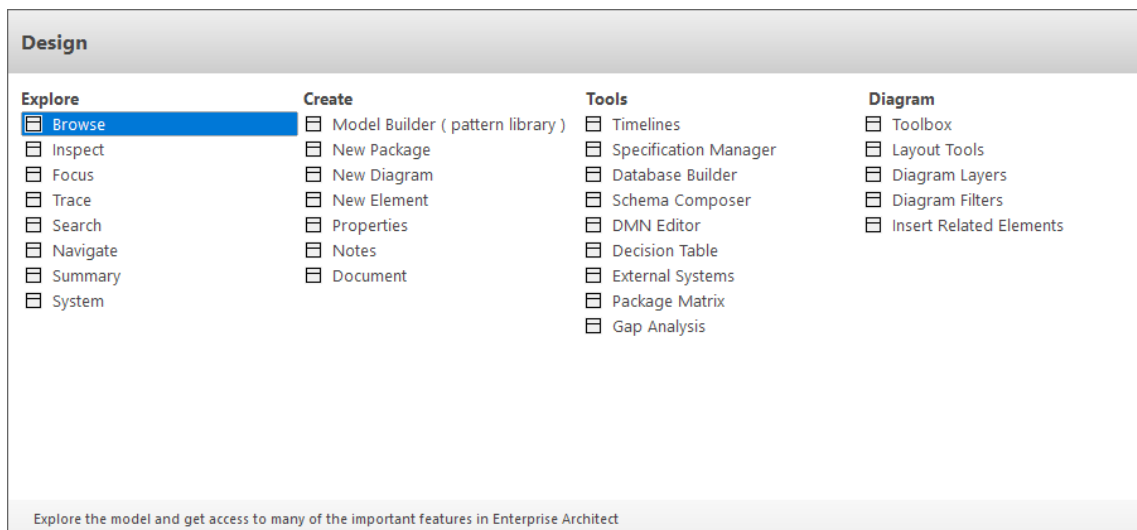 Design
Explore
Browse
Inspect
Focus
Trace
Search
Navigate
Summary
System
Create
Model Builder ( pattern library )
New Package
New Diagram
New Element
Properties
Notes
Document
Tools
Timelines
Specification Manager
Database Builder
Schema Composer
DMN Editor
Decision Table
External Systems
Package Matrix
Gap Analysis
Diagram
Toolbox
Layout Tools
Diagram Layers
Diagram Filters
Insert Related Elements
Explore the model and get access to many of the important features in Enterprise Architect